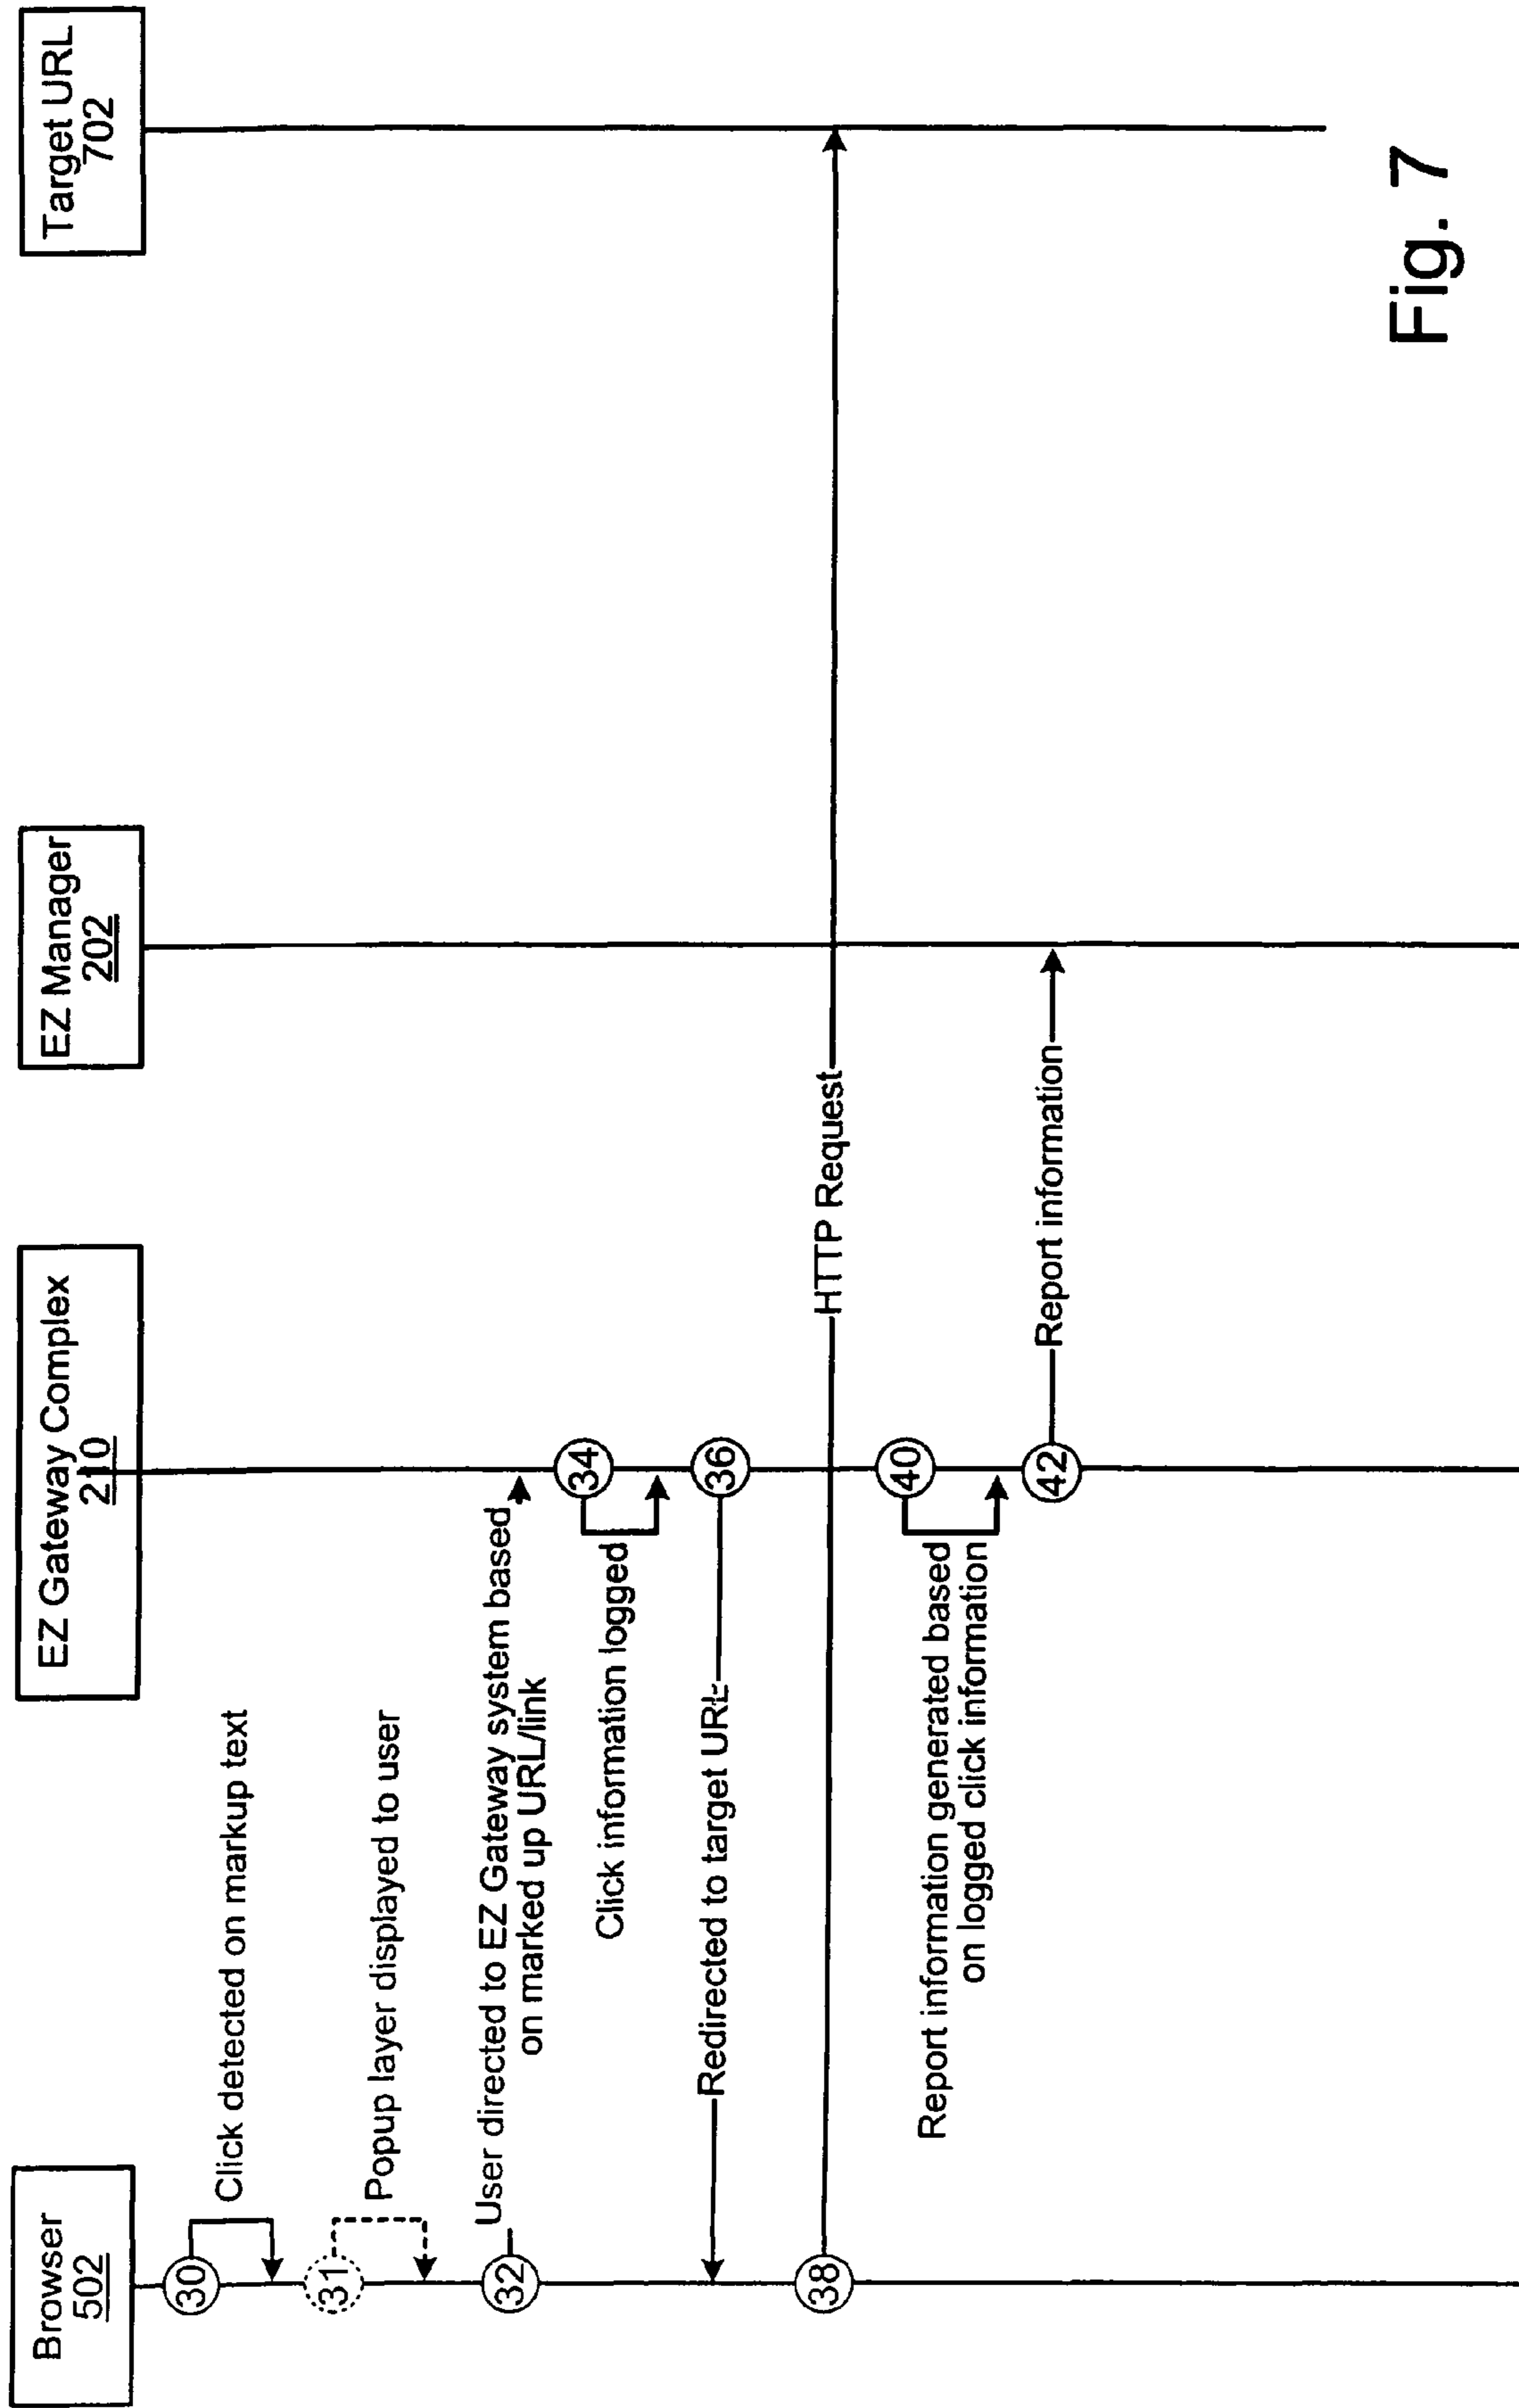 Browser
502
EZ Gateway Complex
210
EZ Manager
202
Target URL
702
30
Click detected on markup text
31
Popup layer displayed to user
32
User directed to EZ Gateway system based
on marked up URL/link
34
Click information logged
36
Redirected to target URL
38
HTTP Request
40
Report information generated based
on logged click information
42
Report information
Fig. 7